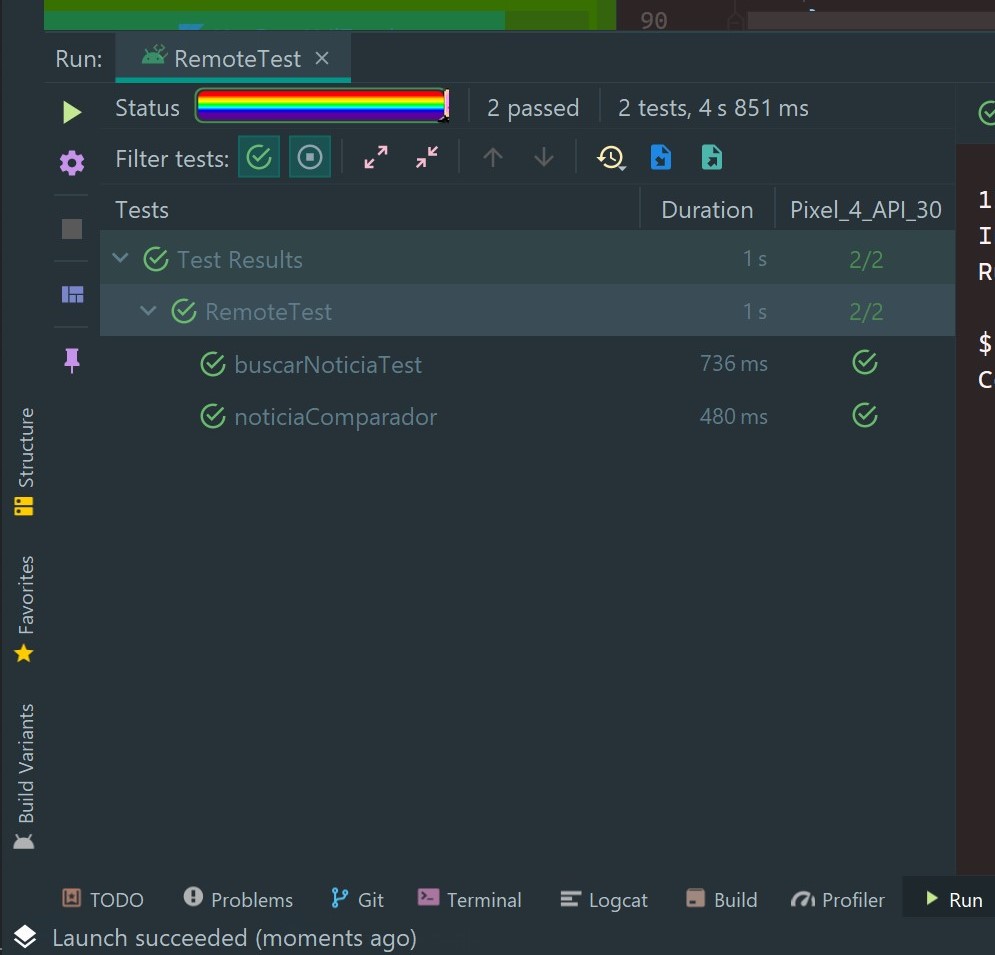 90
Run: RemoteTest
Status 2 passed 2 tests, 4 s 851 ms
Filter tests:
Tests Duration Pixel_4_API_30
Test Results 1 s 2/2
RemoteTest 1 s 2/2
buscarNoticiaTest 736 ms
noticiaComparador 480 ms
1
I
R
$
C
Structure
Favorites
Build Variants
TODO Problems Git Terminal Logcat Build Profiler Run
Launch succeeded (moments ago)